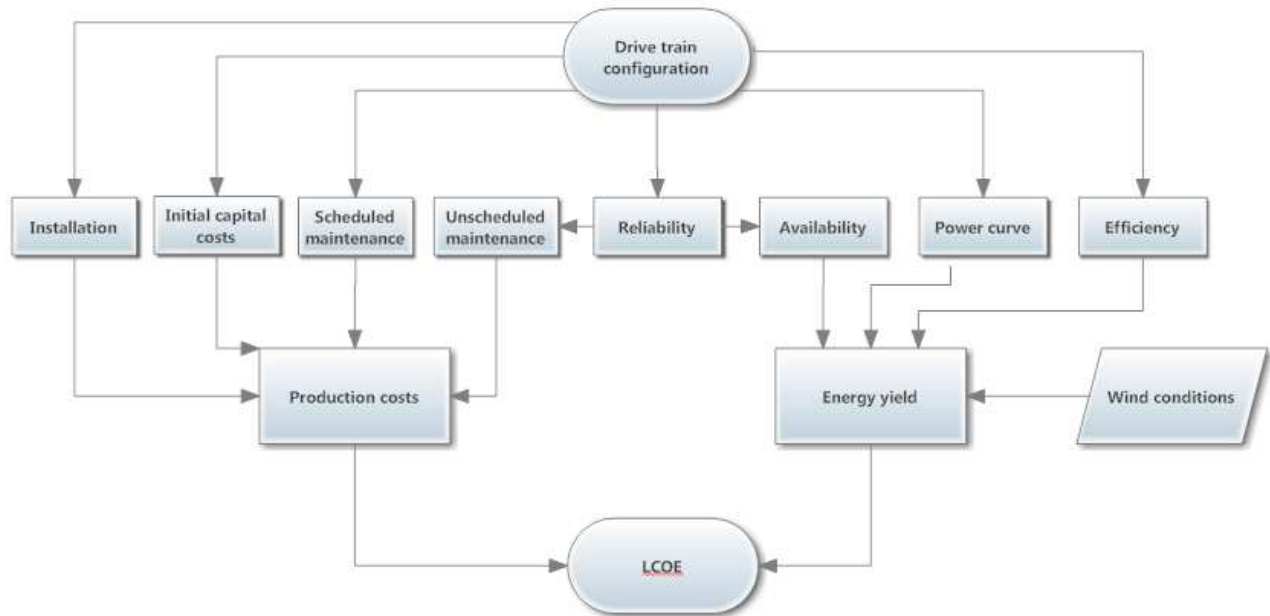 Drive train
configuration
Installation
Initial capital
costs
Scheduled
maintenance
Unscheduled
maintenance
Reliability
Availability
Power curve
Efficiency
Production costs
Energy yield
Wind conditions
LCOE